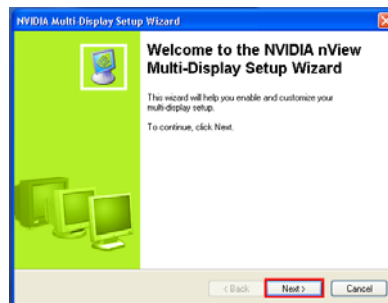 NVIDIA Multi-Display Setup Wizard
Welcome to the NVIDIA nView
Multi-Display Setup Wizard
This wizard will help you enable and customize your
multi-display setup.
To continue, click Next.
< Back
Next >
Cancel